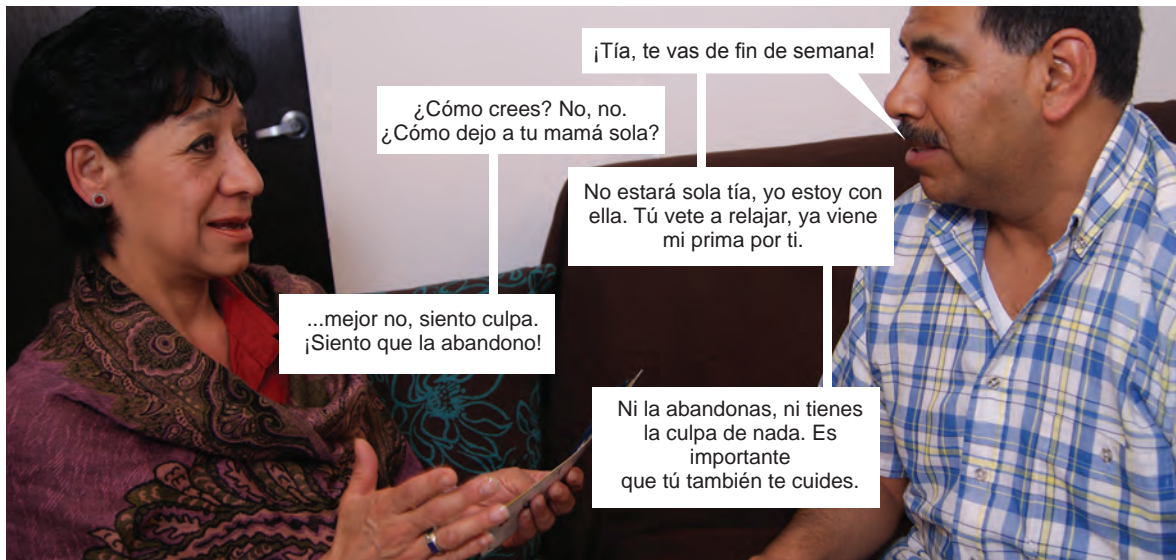 ¡Tía, te vas de fin de semana!
¿Cómo crees? No, no.
¿Cómo dejo a tu mamá sola?
No estará sola tía, yo estoy con
ella. Tú vete a relajar, ya viene
mi prima por ti.
...mejor no, siento culpa.
¡Siento que la abandono!
Ni la abandonas, ni tienes
la culpa de nada. Es
importante
que tú también te cuides.